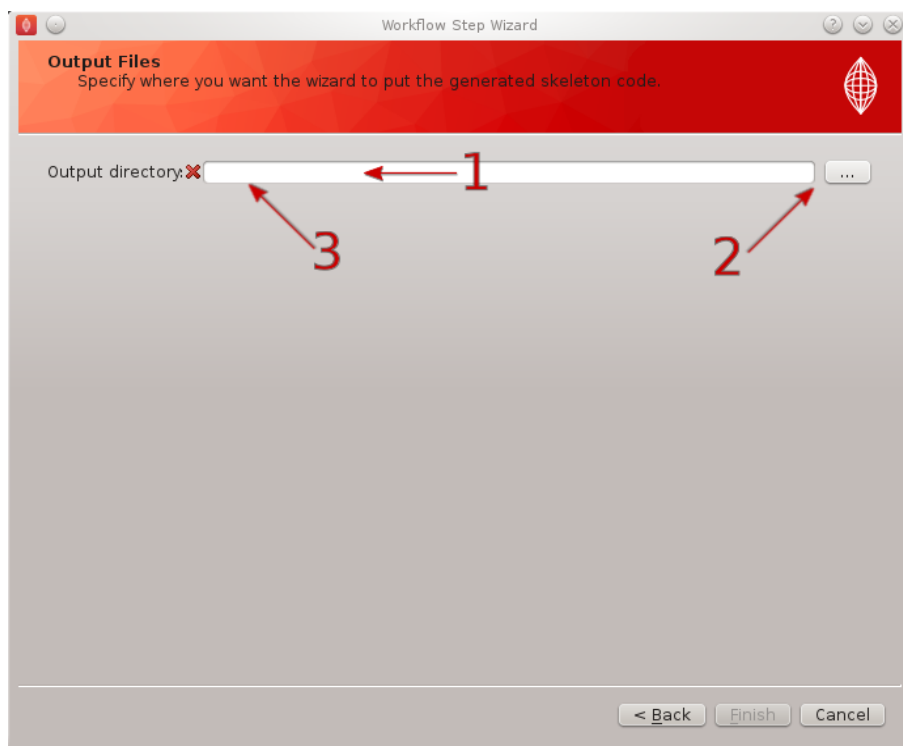 Workflow Step Wizard
Output Files
Specify where you want the wizard to put the generated skeleton code.
Output directory:
...
1
2
3
< Back
Finish
Cancel